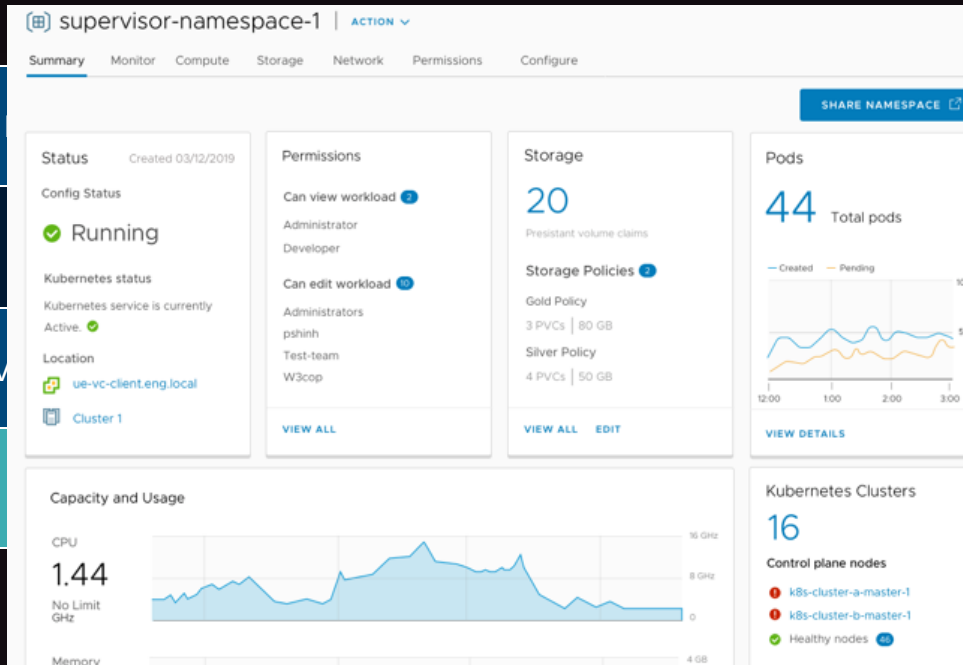 supervisor-namespace-1 ACTION
Summary Monitor Compute Storage Network Permissions Configure
SHARE NAMESPACE
Status Created 03/12/2019
Config Status
Running
Kubernetes status
Kubernetes service is currently
Active.
Location
ue-vc-client.eng.local
Cluster 1
Permissions
Can view workload 2
Administrator
Developer
Can edit workload 10
Administrators
pshinh
Test-team
W3cop
VIEW ALL
Storage
20
Presistant volume claims
Storage Policies 2
Gold Policy
3 PVCs | 80 GB
Silver Policy
4 PVCs | 50 GB
VIEW ALL EDIT
Pods
44 Total pods
Created Pending
12:00 1:00 2:00 3:00
VIEW DETAILS
Capacity and Usage
CPU
1.44
No Limit
GHz
16 GHz
8 GHz
0
Memory
4 GB
Kubernetes Clusters
16
Control plane nodes
k8s-cluster-a-master-1
k8s-cluster-b-master-1
Healthy nodes 46